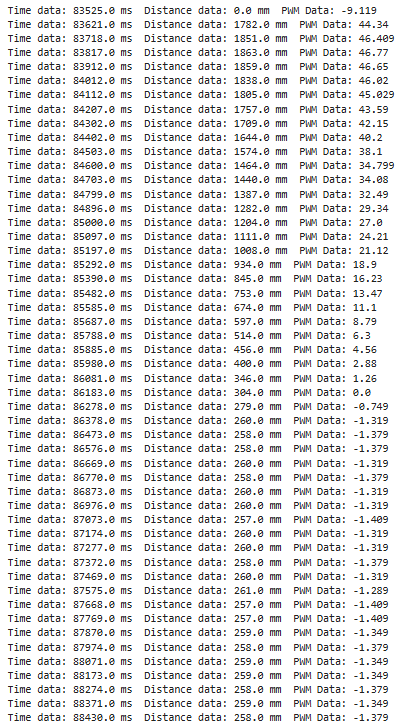 Time data: 83525.0 ms  Distance data: 0.0 mm  PWM Data: -9.119
Time data: 83621.0 ms  Distance data: 1782.0 mm  PWM Data: 44.34
Time data: 83718.0 ms  Distance data: 1851.0 mm  PWM Data: 46.409
Time data: 83817.0 ms  Distance data: 1863.0 mm  PWM Data: 46.77
Time data: 83912.0 ms  Distance data: 1859.0 mm  PWM Data: 46.65
Time data: 84012.0 ms  Distance data: 1838.0 mm  PWM Data: 46.02
Time data: 84112.0 ms  Distance data: 1805.0 mm  PWM Data: 45.029
Time data: 84207.0 ms  Distance data: 1757.0 mm  PWM Data: 43.59
Time data: 84302.0 ms  Distance data: 1709.0 mm  PWM Data: 42.15
Time data: 84402.0 ms  Distance data: 1644.0 mm  PWM Data: 40.2
Time data: 84503.0 ms  Distance data: 1574.0 mm  PWM Data: 38.1
Time data: 84600.0 ms  Distance data: 1464.0 mm  PWM Data: 34.799
Time data: 84703.0 ms  Distance data: 1440.0 mm  PWM Data: 34.08
Time data: 84799.0 ms  Distance data: 1387.0 mm  PWM Data: 32.49
Time data: 84896.0 ms  Distance data: 1282.0 mm  PWM Data: 29.34
Time data: 85000.0 ms  Distance data: 1204.0 mm  PWM Data: 27.0
Time data: 85097.0 ms  Distance data: 1111.0 mm  PWM Data: 24.21
Time data: 85197.0 ms  Distance data: 1008.0 mm  PWM Data: 21.12
Time data: 85292.0 ms  Distance data: 934.0 mm  PWM Data: 18.9
Time data: 85390.0 ms  Distance data: 845.0 mm  PWM Data: 16.23
Time data: 85482.0 ms  Distance data: 753.0 mm  PWM Data: 13.47
Time data: 85585.0 ms  Distance data: 674.0 mm  PWM Data: 11.1
Time data: 85687.0 ms  Distance data: 597.0 mm  PWM Data: 8.79
Time data: 85788.0 ms  Distance data: 514.0 mm  PWM Data: 6.3
Time data: 85885.0 ms  Distance data: 456.0 mm  PWM Data: 4.56
Time data: 85980.0 ms  Distance data: 400.0 mm  PWM Data: 2.88
Time data: 86081.0 ms  Distance data: 346.0 mm  PWM Data: 1.26
Time data: 86183.0 ms  Distance data: 304.0 mm  PWM Data: 0.0
Time data: 86278.0 ms  Distance data: 279.0 mm  PWM Data: -0.749
Time data: 86378.0 ms  Distance data: 260.0 mm  PWM Data: -1.319
Time data: 86473.0 ms  Distance data: 258.0 mm  PWM Data: -1.379
Time data: 86576.0 ms  Distance data: 258.0 mm  PWM Data: -1.379
Time data: 86669.0 ms  Distance data: 260.0 mm  PWM Data: -1.319
Time data: 86770.0 ms  Distance data: 258.0 mm  PWM Data: -1.379
Time data: 86873.0 ms  Distance data: 260.0 mm  PWM Data: -1.319
Time data: 86976.0 ms  Distance data: 260.0 mm  PWM Data: -1.319
Time data: 87073.0 ms  Distance data: 257.0 mm  PWM Data: -1.409
Time data: 87174.0 ms  Distance data: 260.0 mm  PWM Data: -1.319
Time data: 87277.0 ms  Distance data: 260.0 mm  PWM Data: -1.319
Time data: 87372.0 ms  Distance data: 258.0 mm  PWM Data: -1.379
Time data: 87469.0 ms  Distance data: 260.0 mm  PWM Data: -1.319
Time data: 87575.0 ms  Distance data: 261.0 mm  PWM Data: -1.289
Time data: 87668.0 ms  Distance data: 257.0 mm  PWM Data: -1.409
Time data: 87769.0 ms  Distance data: 257.0 mm  PWM Data: -1.409
Time data: 87870.0 ms  Distance data: 259.0 mm  PWM Data: -1.349
Time data: 87974.0 ms  Distance data: 258.0 mm  PWM Data: -1.379
Time data: 88071.0 ms  Distance data: 259.0 mm  PWM Data: -1.349
Time data: 88173.0 ms  Distance data: 259.0 mm  PWM Data: -1.349
Time data: 88274.0 ms  Distance data: 258.0 mm  PWM Data: -1.379
Time data: 88371.0 ms  Distance data: 259.0 mm  PWM Data: -1.349
Time data: 88430.0 ms  Distance data: 258.0 mm  PWM Data: -1.379